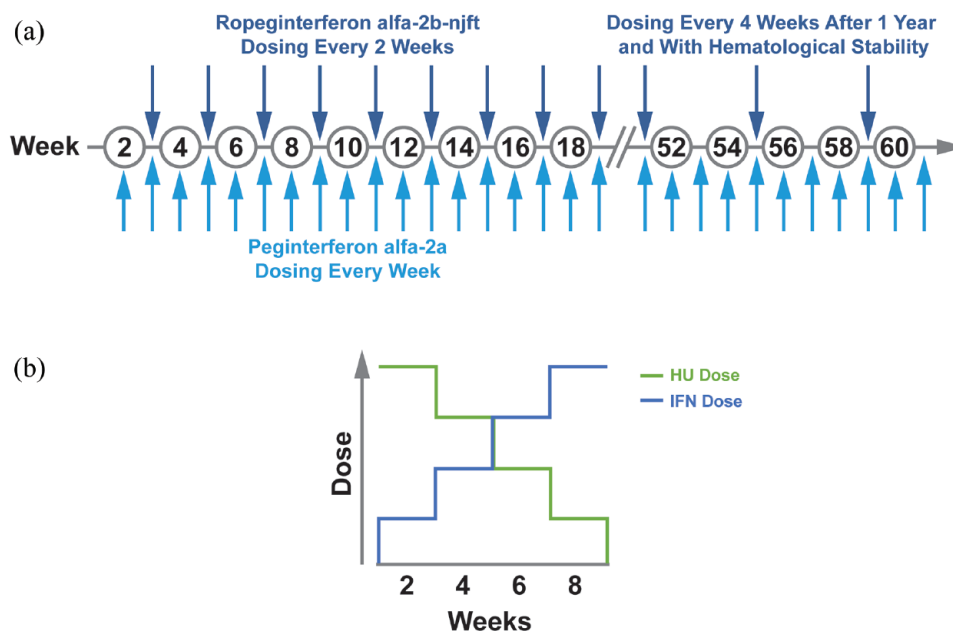 (a)
Ropeginterferon alfa-2b-njft
Dosing Every 2 Weeks
Dosing Every 4 Weeks After 1 Year
and With Hematological Stability
Week 2 4 6 8 10 12 14 16 18 52 54 56 58 60
Peginterferon alfa-2a
Dosing Every Week
(b)
HU Dose
IFN Dose
Dose
2 4 6 8
Weeks